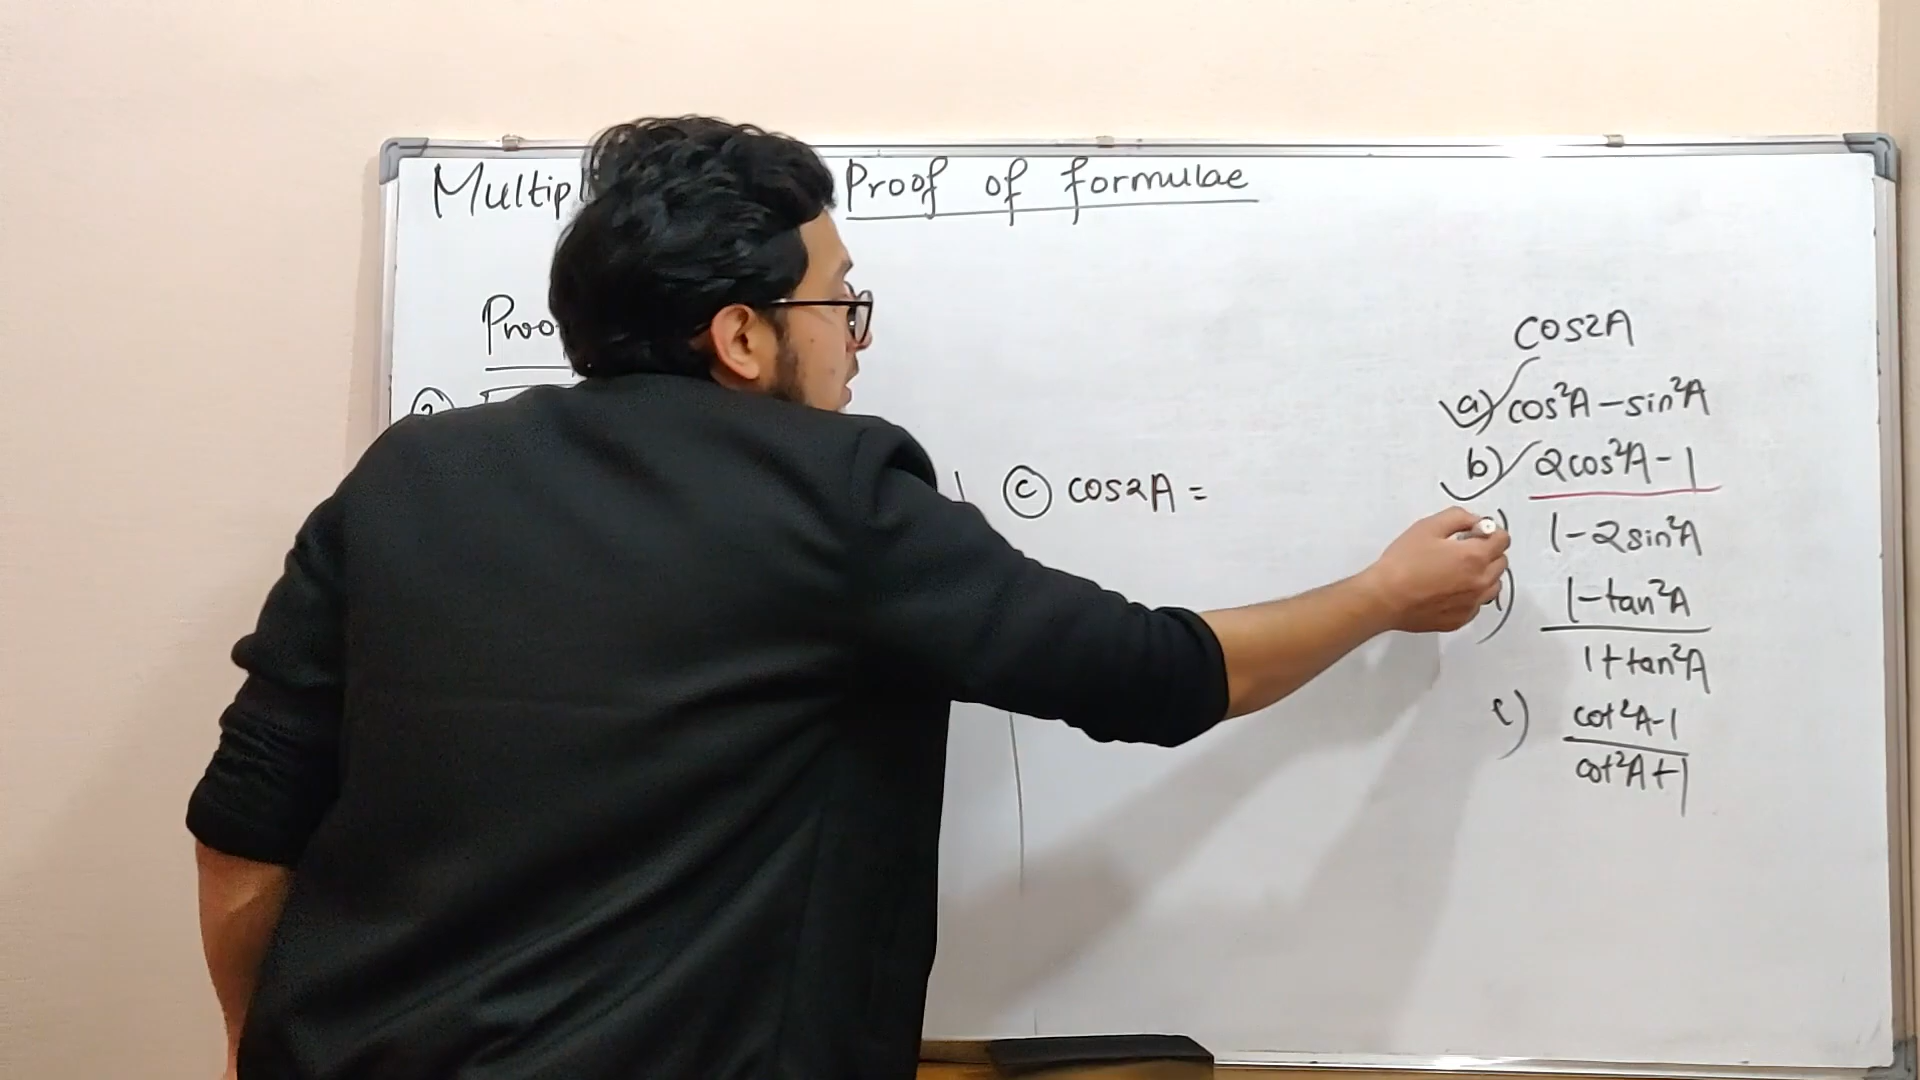 Multipl Proof of formulae
Proo
2
c cos2A =
cos2A
a) cos²A - sin²A
b) 2cos²A - 1
) 1 - 2sin²A
) 1 - tan²A
1 + tan²A
e) cot²A - 1
cot²A + 1